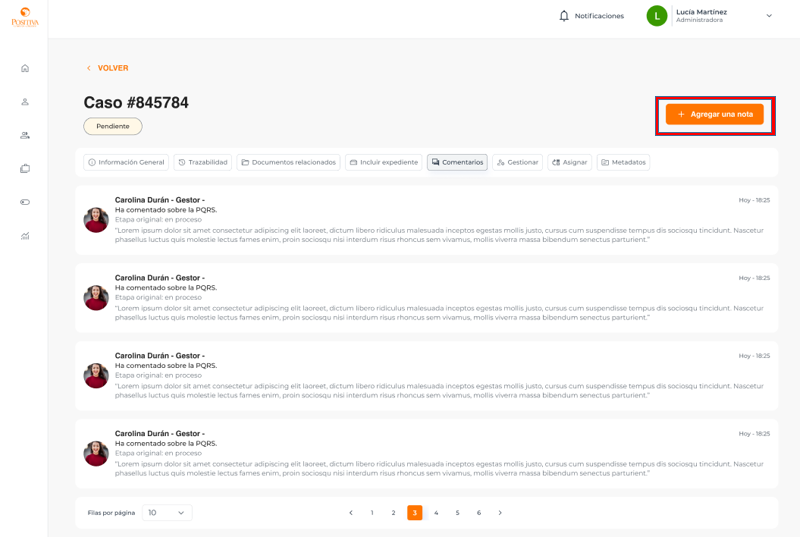 POSITIVA
Notificaciones
L
Lucía Martínez
Administradora
VOLVER
Caso #845784
Pendiente
+ Agregar una nota
Información General
Trazabilidad
Documentos relacionados
Incluir expediente
Comentarios
Gestionar
Asignar
Metadatos
Carolina Durán - Gestor -
Hoy - 18:25
Ha comentado sobre la PQRS.
Etapa original: en proceso
"Lorem ipsum dolor sit amet consectetur adipiscing elit laoreet, dictum libero ridiculus malesuada inceptos egestas mollis justo, cursus cum suspendisse tempus dis sociosqu tincidunt. Nascetur
phasellus luctus quis molestie lectus fames enim, proin sociosqu nisi interdum risus rhoncus sem vivamus, mollis viverra massa bibendum senectus parturient."
Carolina Durán - Gestor -
Hoy - 18:25
Ha comentado sobre la PQRS.
Etapa original: en proceso
"Lorem ipsum dolor sit amet consectetur adipiscing elit laoreet, dictum libero ridiculus malesuada inceptos egestas mollis justo, cursus cum suspendisse tempus dis sociosqu tincidunt. Nascetur
phasellus luctus quis molestie lectus fames enim, proin sociosqu nisi interdum risus rhoncus sem vivamus, mollis viverra massa bibendum senectus parturient."
Carolina Durán - Gestor -
Hoy - 18:25
Ha comentado sobre la PQRS.
Etapa original: en proceso
"Lorem ipsum dolor sit amet consectetur adipiscing elit laoreet, dictum libero ridiculus malesuada inceptos egestas mollis justo, cursus cum suspendisse tempus dis sociosqu tincidunt. Nascetur
phasellus luctus quis molestie lectus fames enim, proin sociosqu nisi interdum risus rhoncus sem vivamus, mollis viverra massa bibendum senectus parturient."
Carolina Durán - Gestor -
Hoy - 18:25
Ha comentado sobre la PQRS.
Etapa original: en proceso
"Lorem ipsum dolor sit amet consectetur adipiscing elit laoreet, dictum libero ridiculus malesuada inceptos egestas mollis justo, cursus cum suspendisse tempus dis sociosqu tincidunt. Nascetur
phasellus luctus quis molestie lectus fames enim, proin sociosqu nisi interdum risus rhoncus sem vivamus, mollis viverra massa bibendum senectus parturient."
Filas por página 10
1 2 3 4 5 6